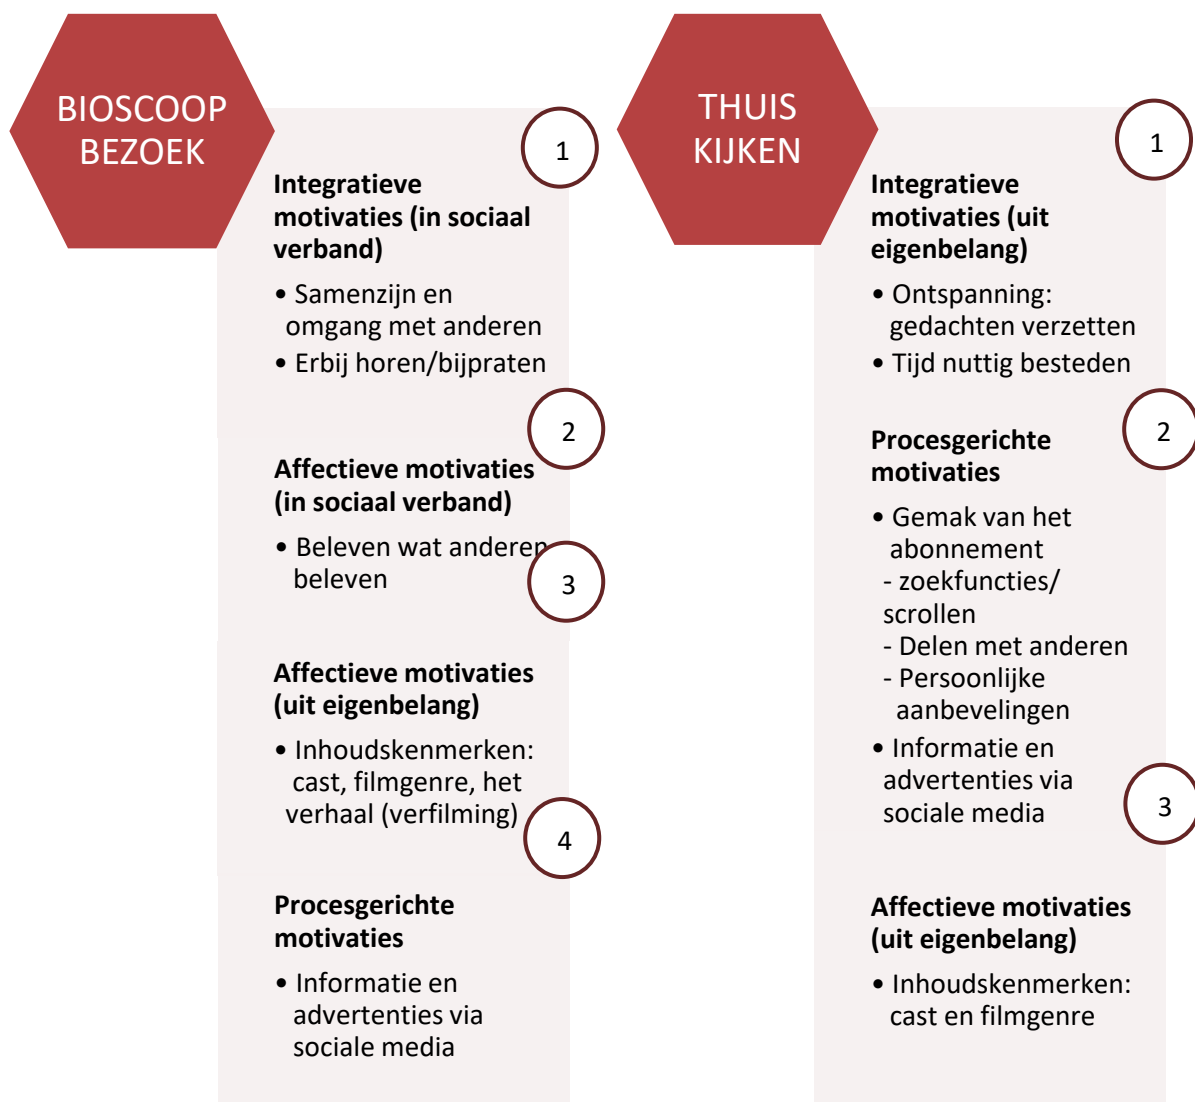 BIOSCOOP
BEZOEK
1
Integratieve
motivaties (in sociaal
verband)
• Samenzijn en
omgang met anderen
• Erbij horen/bijpraten
2
Affectieve motivaties
(in sociaal verband)
• Beleven wat anderen
beleven
3
Affectieve motivaties
(uit eigenbelang)
• Inhoudskenmerken:
cast, filmgenre, het
verhaal (verfilming)
4
Procesgerichte
motivaties
• Informatie en
advertenties via
sociale media
THUIS
KIJKEN
1
Integratieve
motivaties (uit
eigenbelang)
• Ontspanning:
gedachten verzetten
• Tijd nuttig besteden
2
Procesgerichte
motivaties
• Gemak van het
abonnement
- zoekfuncties/
scrollen
- Delen met anderen
- Persoonlijke
aanbevelingen
• Informatie en
advertenties via
sociale media
3
Affectieve motivaties
(uit eigenbelang)
• Inhoudskenmerken:
cast en filmgenre